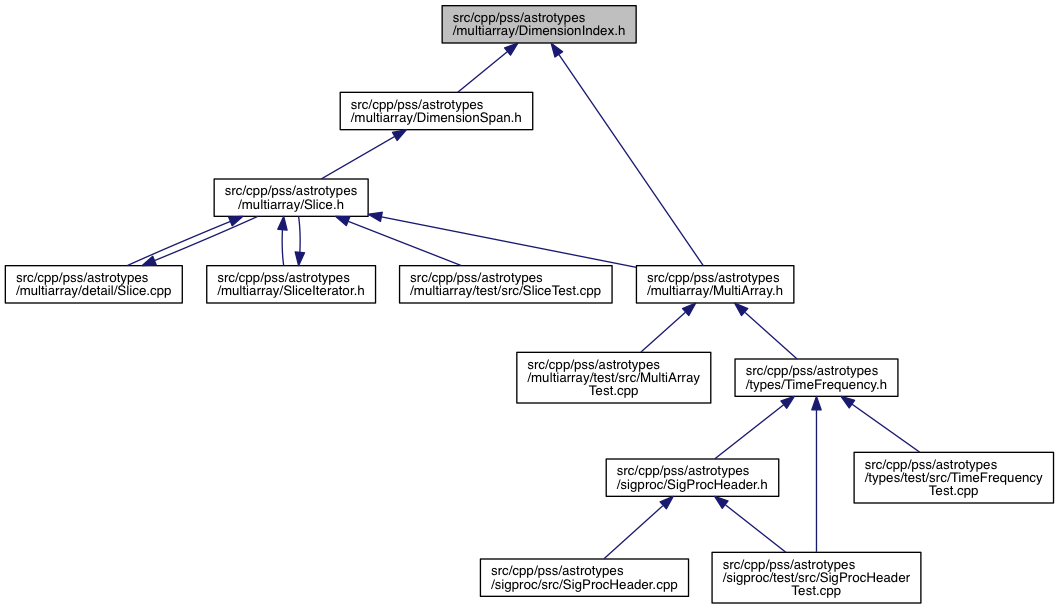 src/cpp/pss/astrotypes
/multiarray/DimensionIndex.h
src/cpp/pss/astrotypes
/multiarray/DimensionSpan.h
src/cpp/pss/astrotypes
/multiarray/Slice.h
src/cpp/pss/astrotypes
/multiarray/detail/Slice.cpp
src/cpp/pss/astrotypes
/multiarray/SliceIterator.h
src/cpp/pss/astrotypes
/multiarray/test/src/SliceTest.cpp
src/cpp/pss/astrotypes
/multiarray/MultiArray.h
src/cpp/pss/astrotypes
/multiarray/test/src/MultiArray
Test.cpp
src/cpp/pss/astrotypes
/types/TimeFrequency.h
src/cpp/pss/astrotypes
/sigproc/SigProcHeader.h
src/cpp/pss/astrotypes
/types/test/src/TimeFrequency
Test.cpp
src/cpp/pss/astrotypes
/sigproc/src/SigProcHeader.cpp
src/cpp/pss/astrotypes
/sigproc/test/src/SigProcHeader
Test.cpp